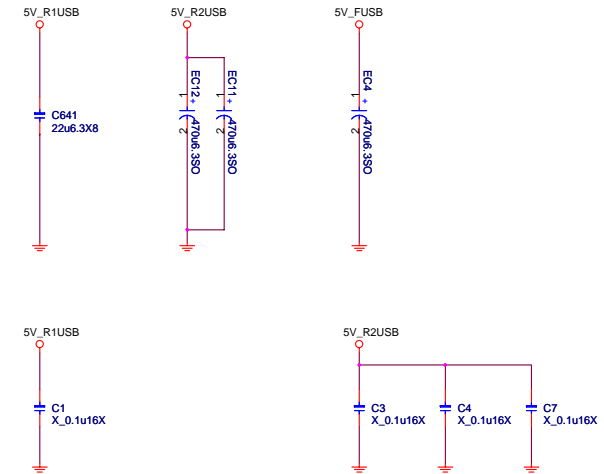 5V_R1USB
5V_R2USB
5V_FUSB
C641
22u6.3X8
EC12
+
1
2
470u6.3SO
EC11
+
1
2
470u6.3SO
EC4
+
1
2
470u6.3SO
5V_R1USB
5V_R2USB
C1
X_0.1u16X
C3
X_0.1u16X
C4
X_0.1u16X
C7
X_0.1u16X